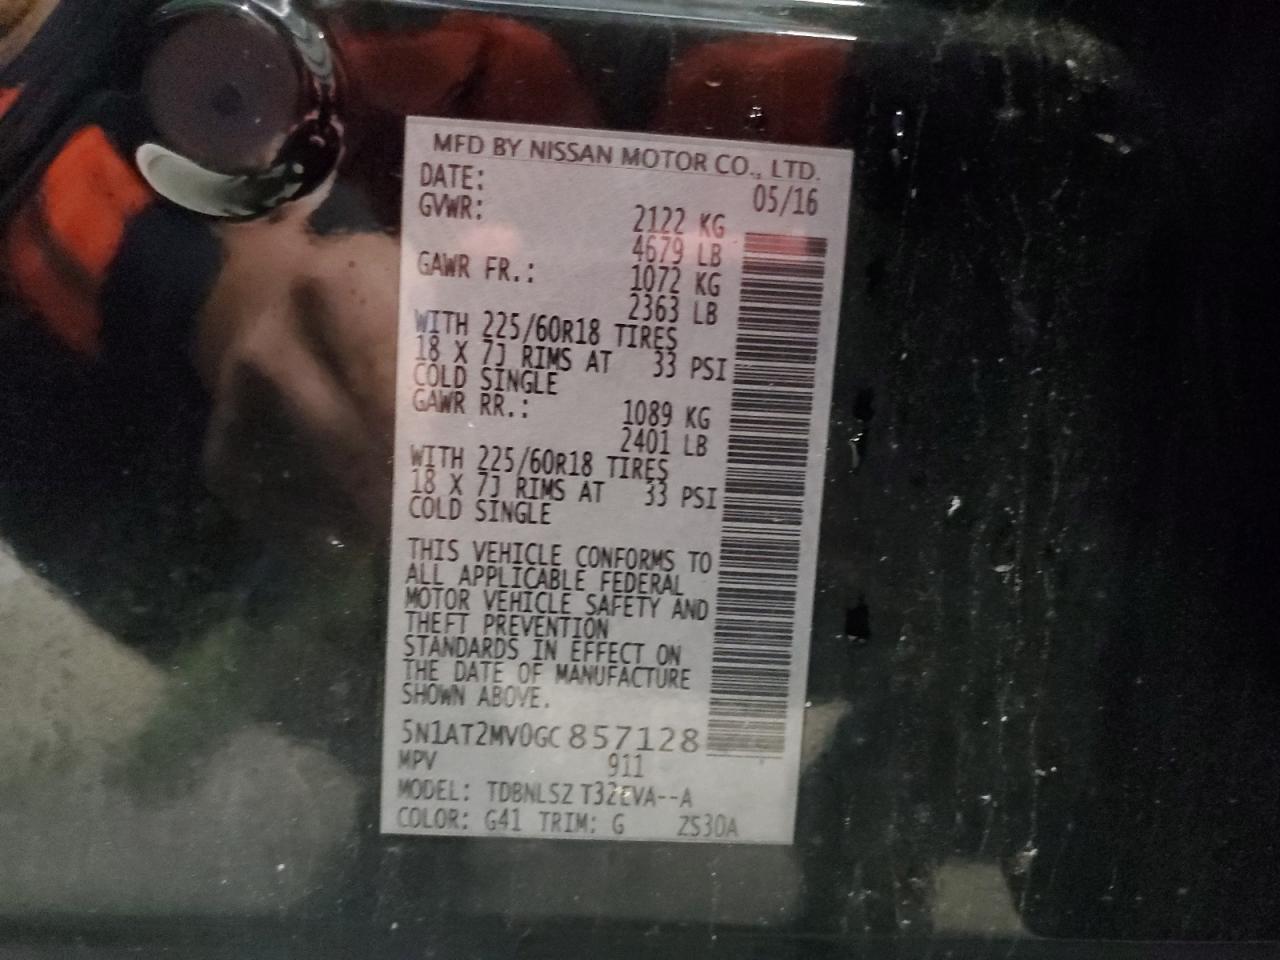 MFD BY NISSAN MOTOR CO., LTD.
DATE: 05/16
GVWR: 2122 KG
4679 LB
GAWR FR.: 1072 KG
2363 LB
WITH 225/60R18 TIRES
18 X 7J RIMS AT 33 PSI
COLD SINGLE
GAWR RR.: 1089 KG
2401 LB
WITH 225/60R18 TIRES
18 X 7J RIMS AT 33 PSI
COLD SINGLE
THIS VEHICLE CONFORMS TO
ALL APPLICABLE FEDERAL
MOTOR VEHICLE SAFETY AND
THEFT PREVENTION
STANDARDS IN EFFECT ON
THE DATE OF MANUFACTURE
SHOWN ABOVE.
5N1AT2MV0GC857128
MPV 911
MODEL: TDBNLSZ T32EVA--A
COLOR: G41 TRIM: G ZS30A